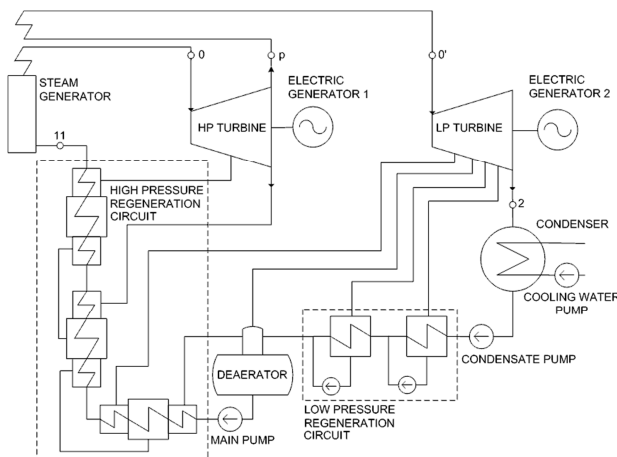 0
p
0'
STEAM
GENERATOR
ELECTRIC
GENERATOR 1
ELECTRIC
GENERATOR 2
HP TURBINE
LP TURBINE
11
HIGH PRESSURE
REGENERATION
CIRCUIT
2
CONDENSER
COOLING WATER
PUMP
CONDENSATE PUMP
DEAERATOR
LOW PRESSURE
REGENERATION
CIRCUIT
MAIN PUMP